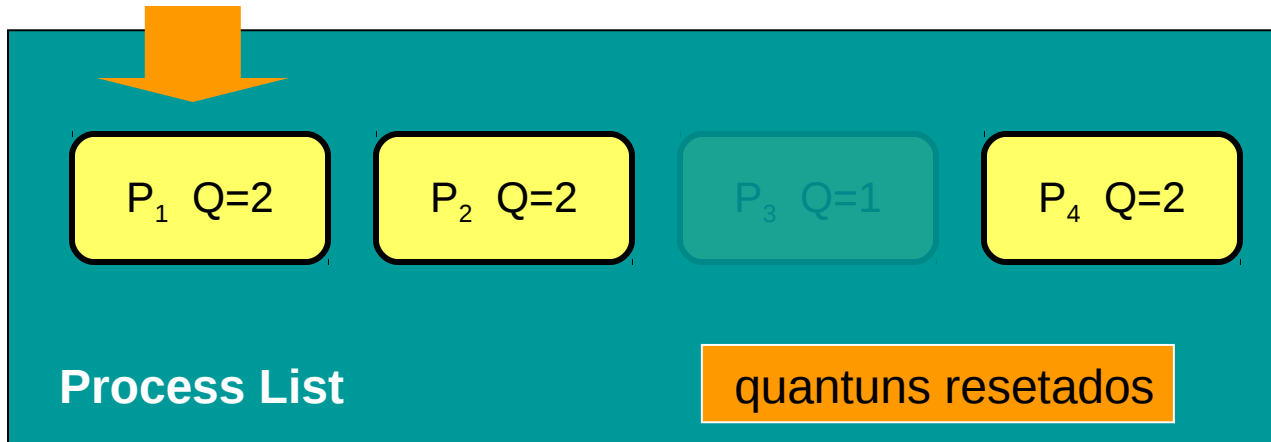 P₁ Q=2
P₂ Q=2
P₃ Q=1
P₄ Q=2
Process List
quantuns resetados